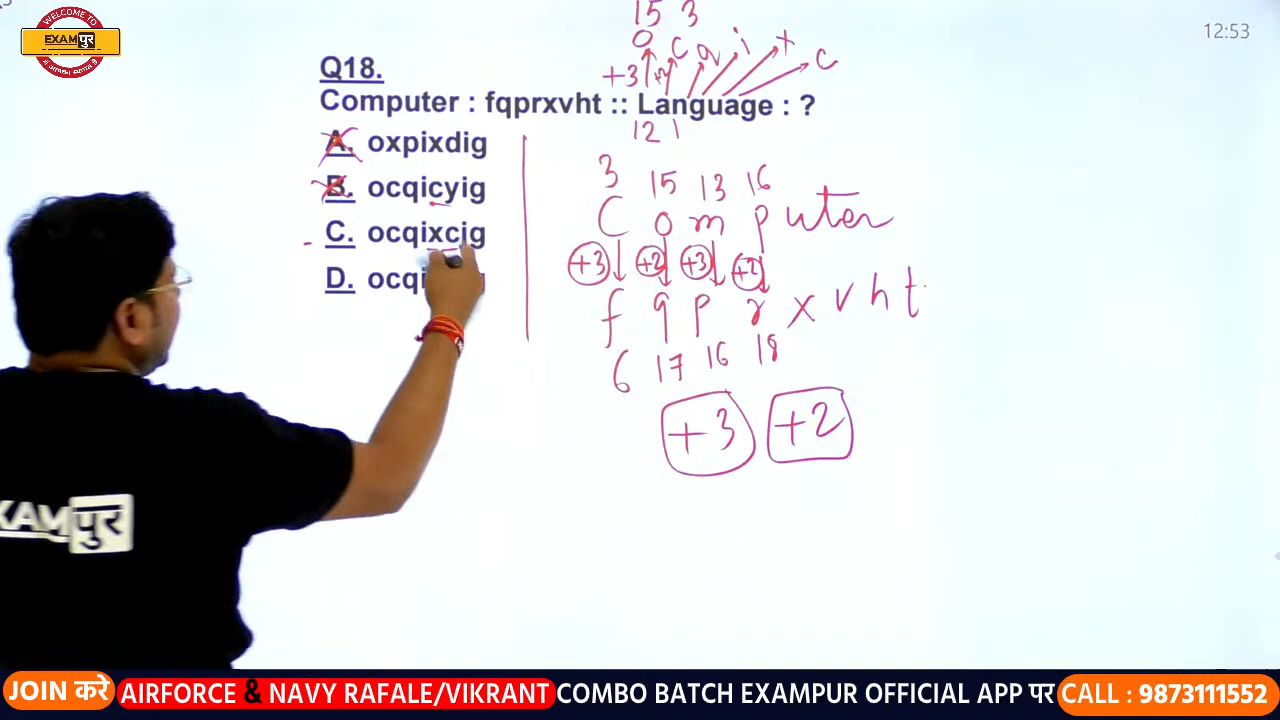 WELCOME TO
EXAMपुर
12:53
15 3
o c q i t c
+3
Q18.
Computer : fqprxvht :: Language : ?
12 1
A. oxpixdig
B. ocqicyig
C. ocqixcig
D. ocqi
3 15 13 16
C o m p uter
+3 +2 +3 +2
f q p r x v h t
6 17 16 18
+3 +2
EXAMपुर
JOIN करे AIRFORCE & NAVY RAFALE/VIKRANT COMBO BATCH EXAMPUR OFFICIAL APP पर CALL : 9873111552